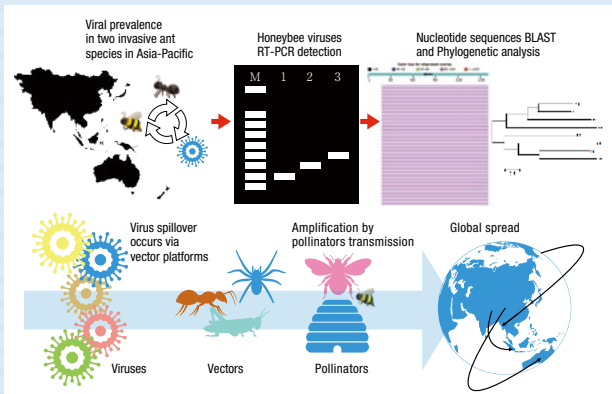 Viral prevalence
in two invasive ant
species in Asia-Pacific
Honeybee viruses
RT-PCR detection
M 1 2 3
Nucleotide sequences BLAST
and Phylogenetic analysis
Virus spillover
occurs via
vector platforms
Amplification by
pollinators transmission
Global spread
Viruses
Vectors
Pollinators